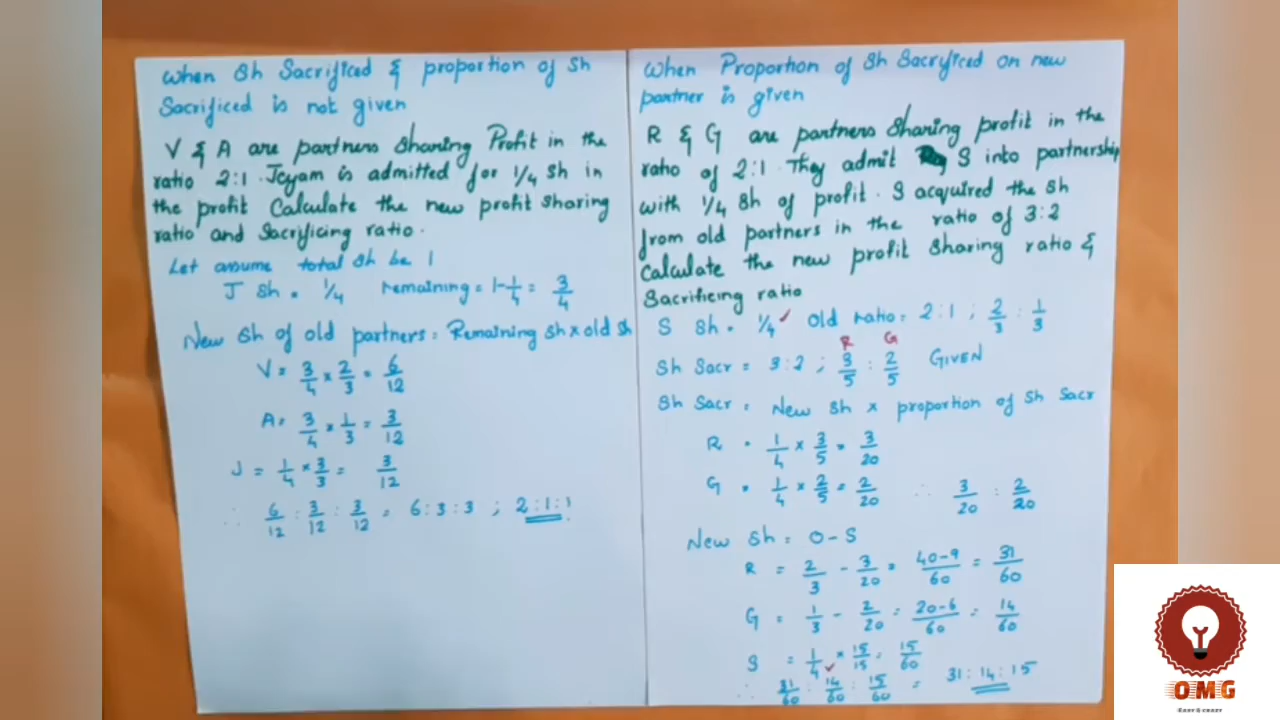 When Sh Sacrificed & proportion of Sh
Sacrificed is not given
V & A are partners sharing Profit in the
ratio 2:1. Jeyam is admitted for 1/4 Sh in
the profit Calculate the new profit sharing
ratio and Sacrificing ratio.
Let assume total Sh be 1
J Sh = 1/4 remaining = 1-1/4 = 3/4
New Sh of old partners = Remaining sh x old Sh
V = 3/4 x 2/3 = 6/12
A = 3/4 x 1/3 = 3/12
J = 1/4 x 3/3 = 3/12
∴ 6/12 : 3/12 : 3/12 = 6:3:3 ; 2:1:1
When Proportion of Sh Sacrificed on new
partner is given
R & G are partners sharing profit in the
ratio of 2:1. They admit S into partnership
with 1/4 Sh of profit. S acquired the Sh
from old partners in the ratio of 3:2
Calculate the new profit sharing ratio &
Sacrificing ratio
S Sh = 1/4 ✓ Old ratio = 2:1 ; 2/3 : 1/3
R G
Sh Sacr = 3:2 ; 3/5 : 2/5 GIVEN
Sh Sacr = New Sh x proportion of Sh Sacr
R = 1/4 x 3/5 = 3/20
G = 1/4 x 2/5 = 2/20 ∴ 3/20 : 2/20
New Sh = O-S
R = 2/3 - 3/20 = 40-9/60 = 31/60
G = 1/3 - 2/20 = 20-6/60 = 14/60
S = 1/4 ✓ x 15/15 = 15/60
∴ 31/60 : 14/60 : 15/60 = 31:14:15
OMG